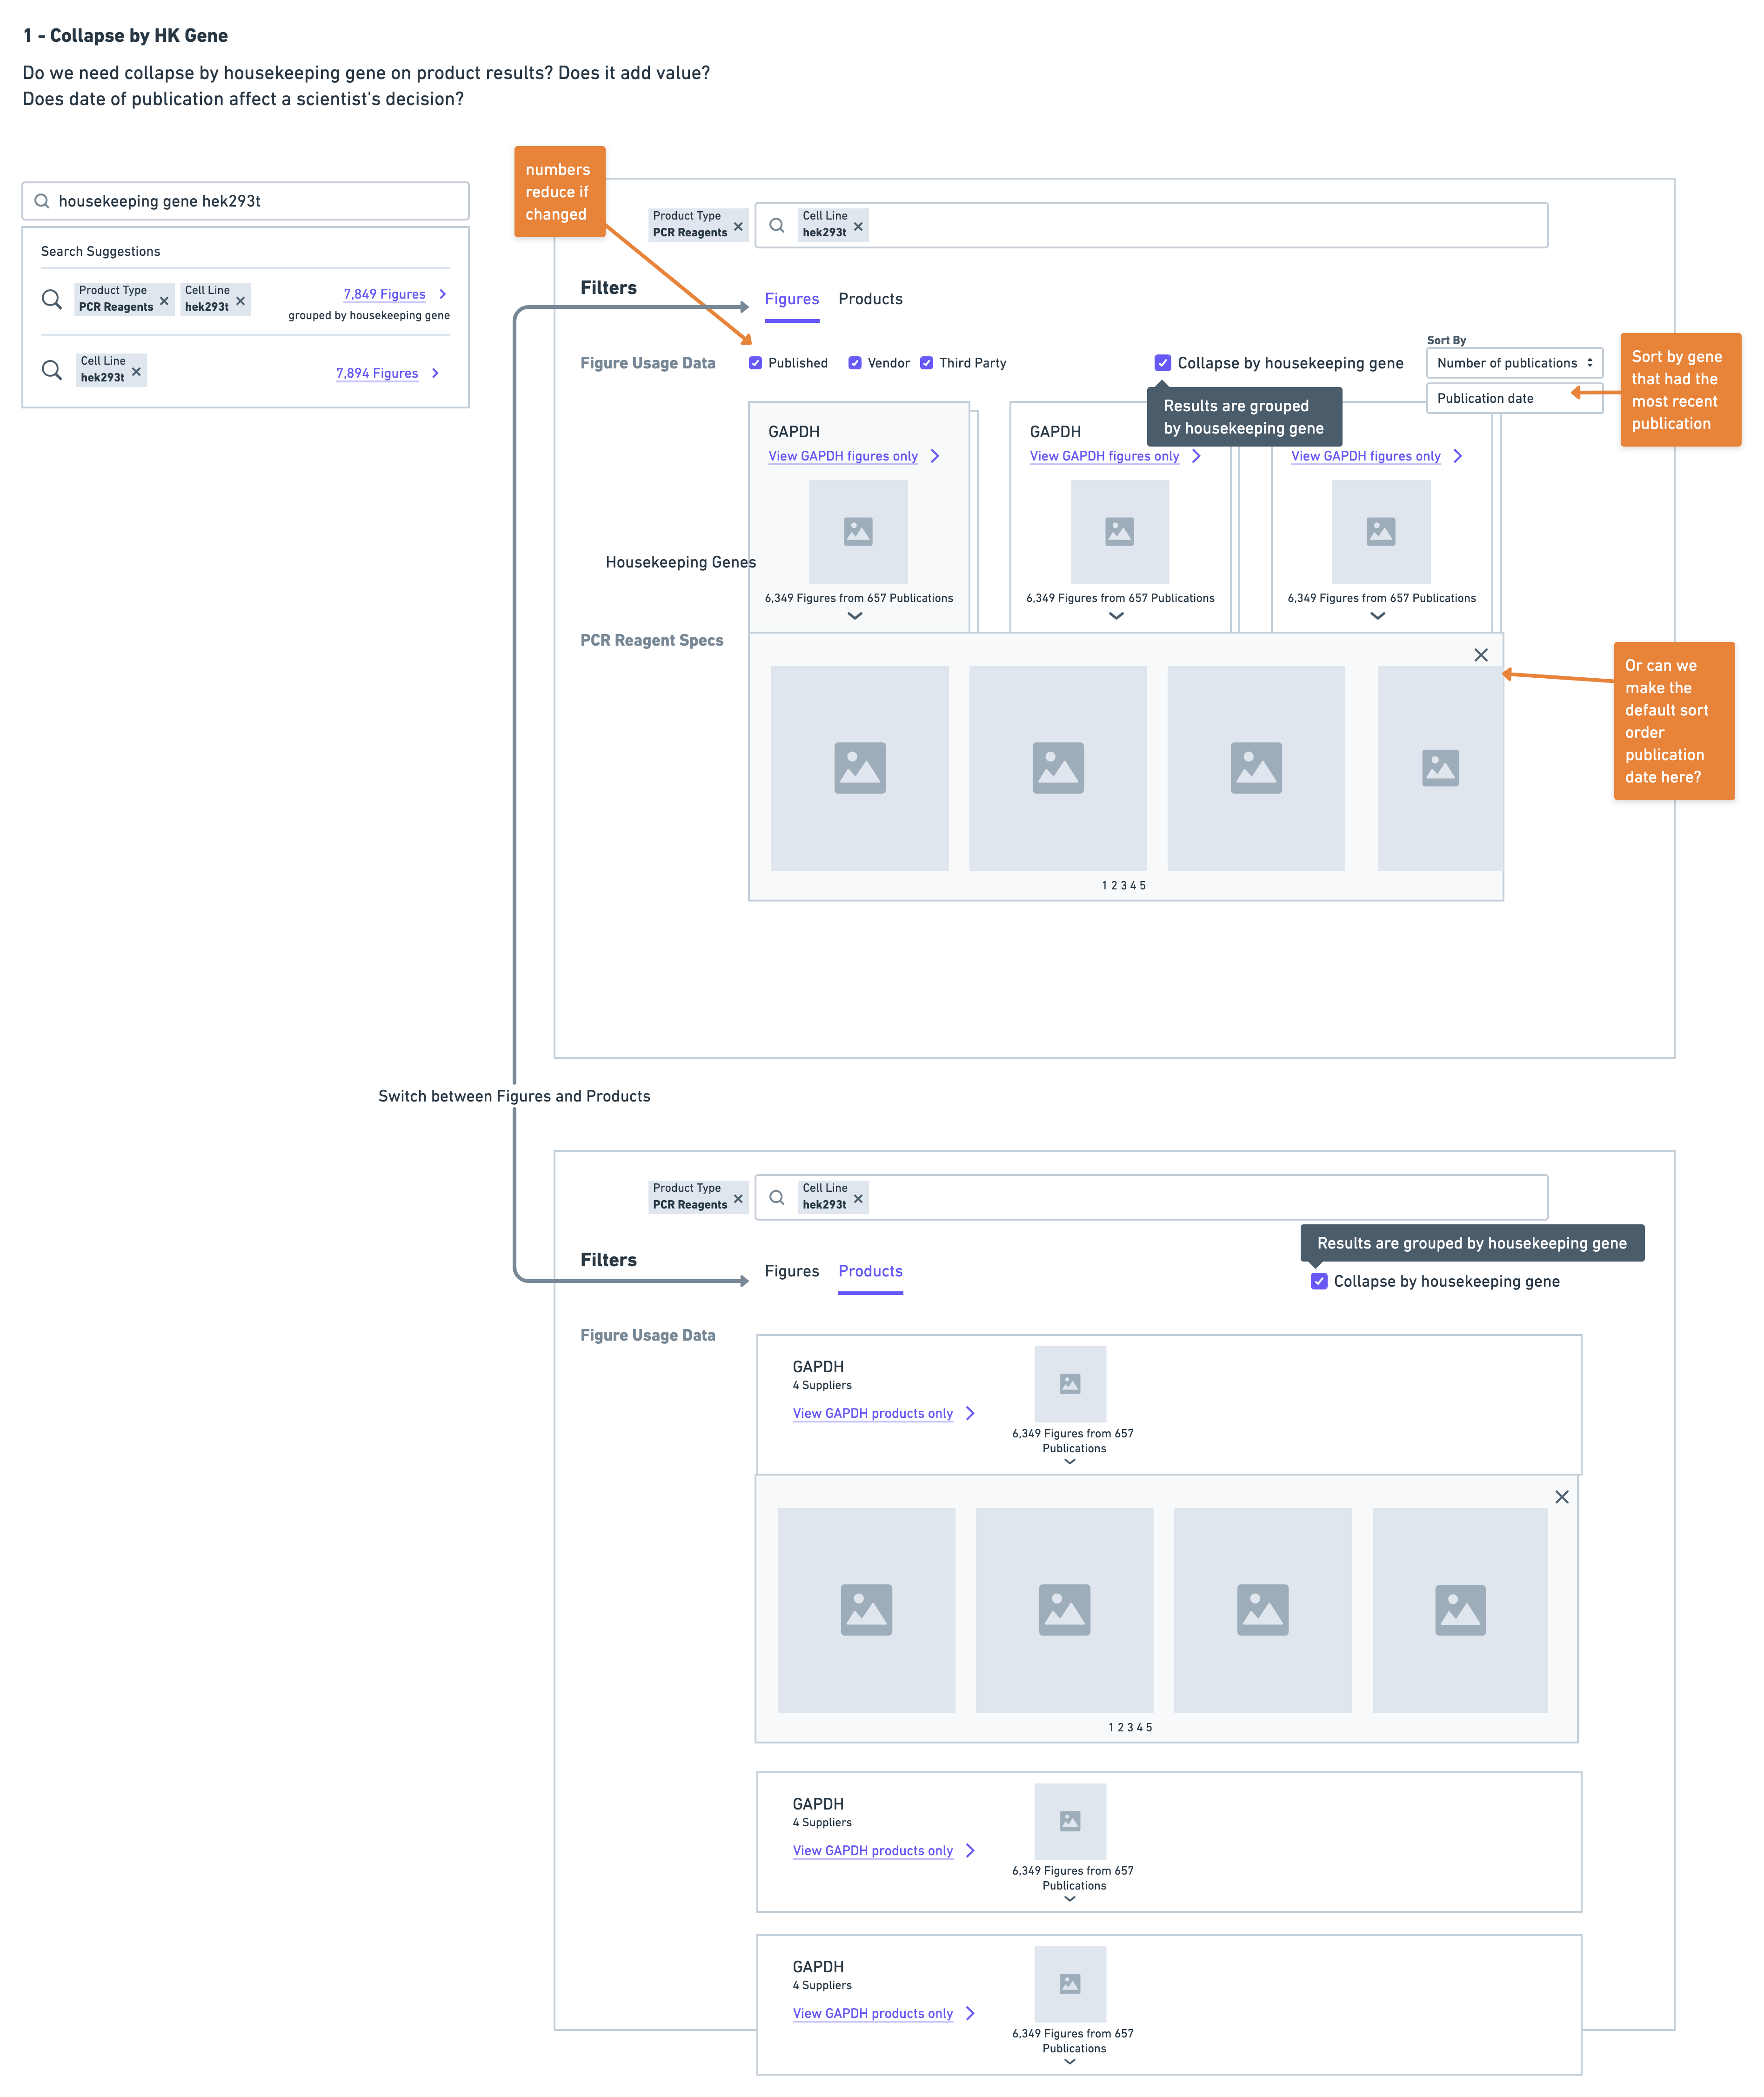 1 - Collapse by HK Gene
Do we need collapse by housekeeping gene on product results? Does it add value?
Does date of publication affect a scientist's decision?
housekeeping gene hek293t
Search Suggestions
Product Type
PCR Reagents
Cell Line
hek293t
7,849 Figures
grouped by housekeeping gene
Cell Line
hek293t
7,894 Figures
numbers
reduce if
changed
Product Type
PCR Reagents
Cell Line
hek293t
Filters
Figures
Products
Figure Usage Data
Published
Vendor
Third Party
Collapse by housekeeping gene
Results are grouped
by housekeeping gene
Sort By
Number of publications
Publication date
Sort by gene
that had the
most recent
publication
GAPDH
View GAPDH figures only
6,349 Figures from 657 Publications
GAPDH
View GAPDH figures only
6,349 Figures from 657 Publications
View GAPDH figures only
6,349 Figures from 657 Publications
Housekeeping Genes
PCR Reagent Specs
1 2 3 4 5
Or can we
make the
default sort
order
publication
date here?
Switch between Figures and Products
Product Type
PCR Reagents
Cell Line
hek293t
Filters
Figures
Products
Results are grouped by housekeeping gene
Collapse by housekeeping gene
Figure Usage Data
GAPDH
4 Suppliers
View GAPDH products only
6,349 Figures from 657
Publications
1 2 3 4 5
GAPDH
4 Suppliers
View GAPDH products only
6,349 Figures from 657
Publications
GAPDH
4 Suppliers
View GAPDH products only
6,349 Figures from 657
Publications